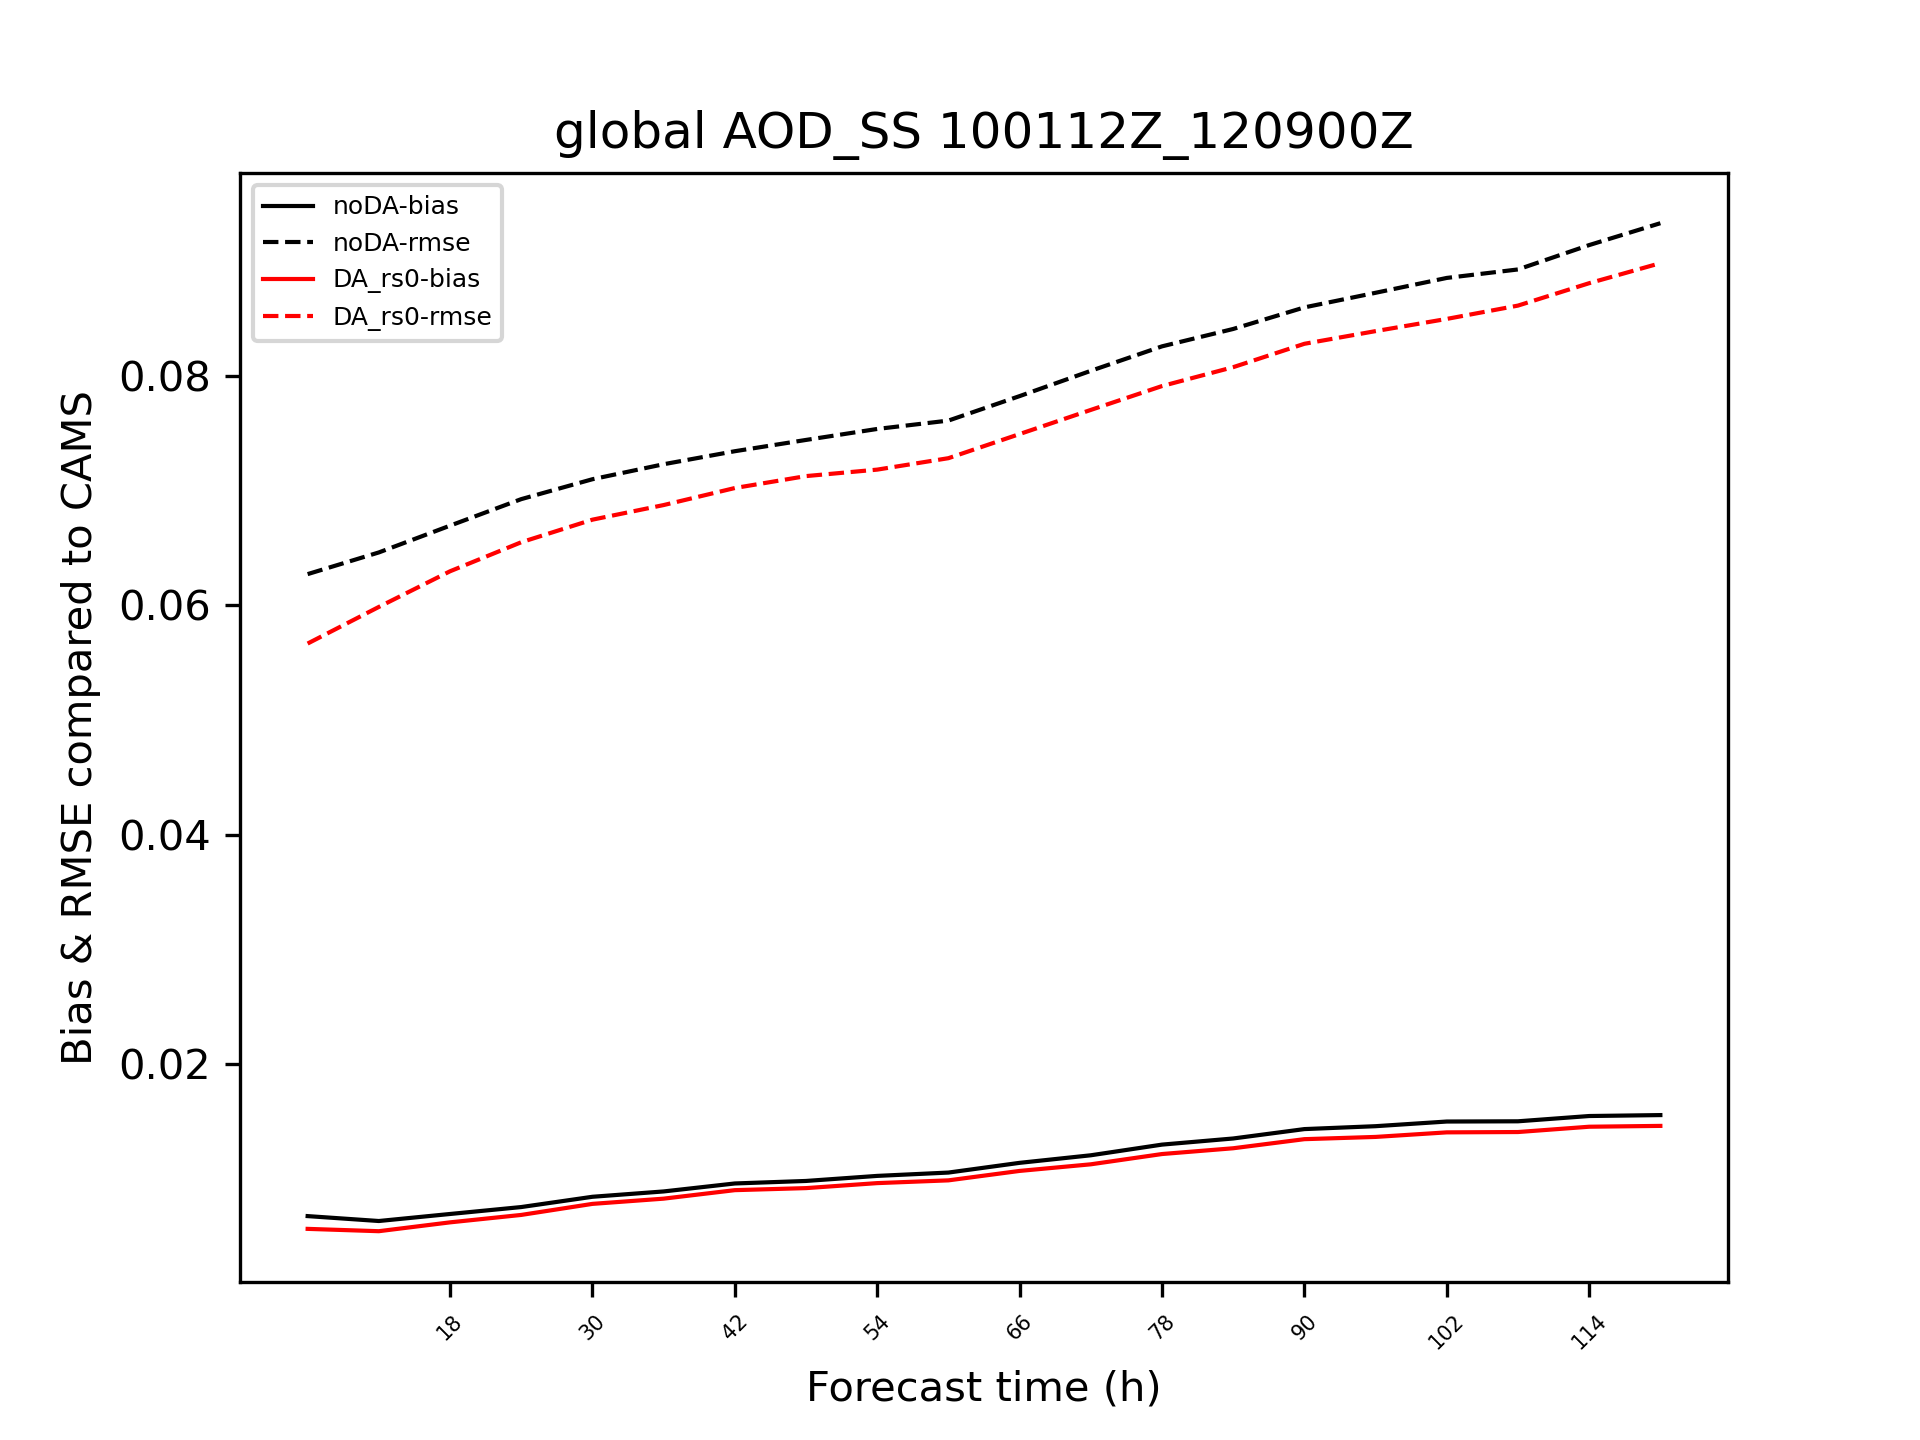 global AOD_SS 100112Z_120900Z
noDA-bias
noDA-rmse
DA_rs0-bias
DA_rs0-rmse
Bias & RMSE compared to CAMS
0.08
0.06
0.04
0.02
18 30 42 54 66 78 90 102 114
Forecast time (h)